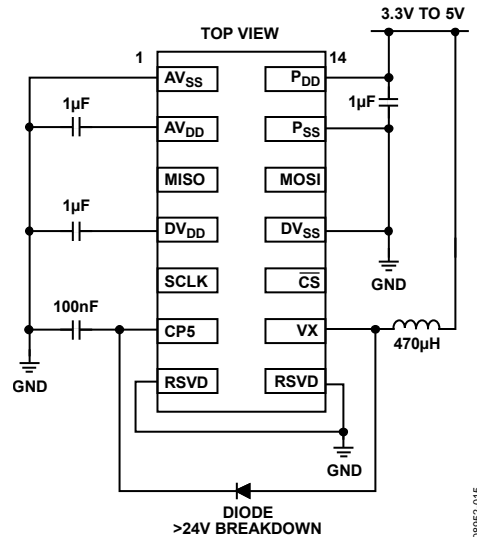 3.3V TO 5V
TOP VIEW
1
14
AVSS
PDD
1µF
1µF
AVDD
PSS
MISO
MOSI
1µF
DVDD
DVSS
GND
SCLK
CS
100nF
CP5
VX
470µH
GND
RSVD
RSVD
GND
DIODE
>24V BREAKDOWN